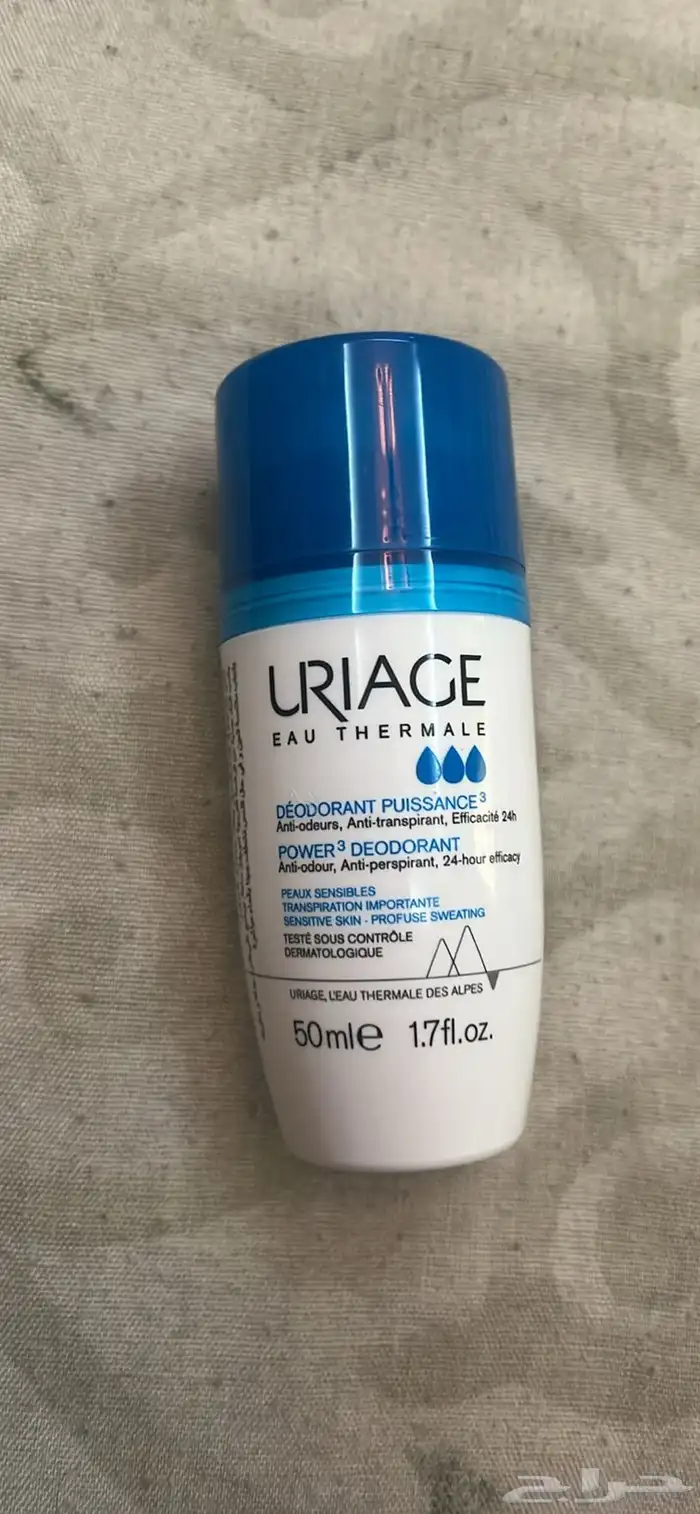 URIAGE
EAU THERMALE
DÉODORANT PUISSANCE³
Anti-odeurs, Anti-transpirant, Efficacité 24h
POWER³ DEODORANT
Anti-odour, Anti-perspirant, 24-hour efficacy
PEAUX SENSIBLES
TRANSPIRATION IMPORTANTE
SENSITIVE SKIN - PROFUSE SWEATING
TESTÉ SOUS CONTRÔLE
DERMATOLOGIQUE
URIAGE, L'EAU THERMALE DES ALPES
50ml℮ 1.7fl.oz.
حراج